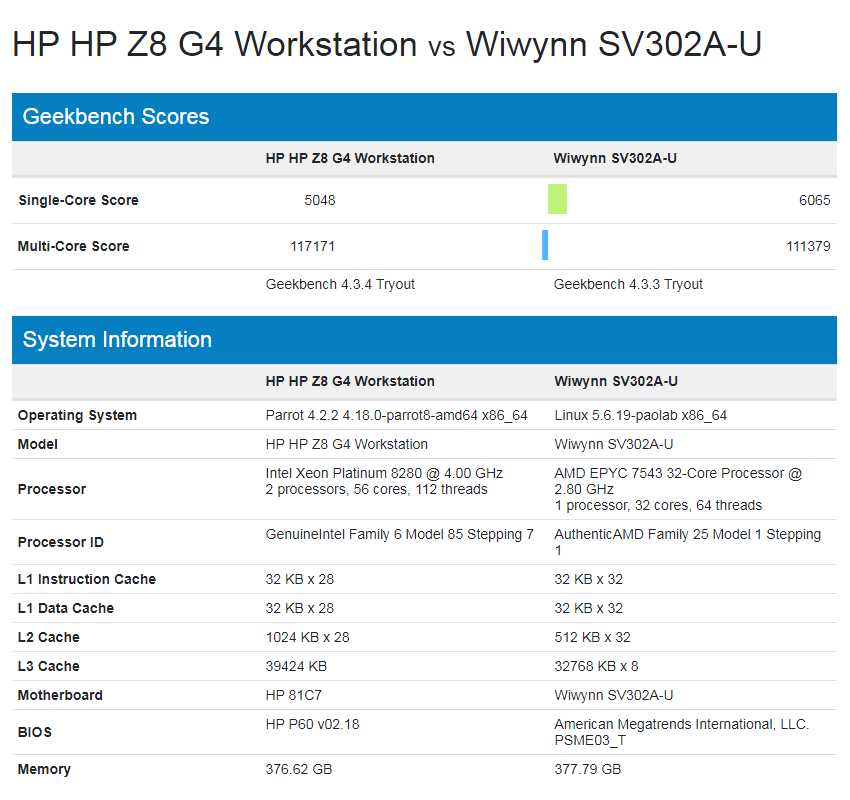 HP HP Z8 G4 Workstation vs Wiwynn SV302A-U
Geekbench Scores
HP HP Z8 G4 Workstation Wiwynn SV302A-U
Single-Core Score 5048 6065
Multi-Core Score 117171 111379
Geekbench 4.3.4 Tryout Geekbench 4.3.3 Tryout
System Information
HP HP Z8 G4 Workstation Wiwynn SV302A-U
Operating System Parrot 4.2.2 4.18.0-parrot8-amd64 x86_64 Linux 5.6.19-paolab x86_64
Model HP HP Z8 G4 Workstation Wiwynn SV302A-U
Processor
Intel Xeon Platinum 8280 @ 4.00 GHz
2 processors, 56 cores, 112 threads
AMD EPYC 7543 32-Core Processor @
2.80 GHz
1 processor, 32 cores, 64 threads
Processor ID
GenuineIntel Family 6 Model 85 Stepping 7
AuthenticAMD Family 25 Model 1 Stepping
1
L1 Instruction Cache 32 KB x 28 32 KB x 32
L1 Data Cache 32 KB x 28 32 KB x 32
L2 Cache 1024 KB x 28 512 KB x 32
L3 Cache 39424 KB 32768 KB x 8
Motherboard HP 81C7 Wiwynn SV302A-U
BIOS
HP P60 v02.18
American Megatrends International, LLC.
PSME03_T
Memory 376.62 GB 377.79 GB